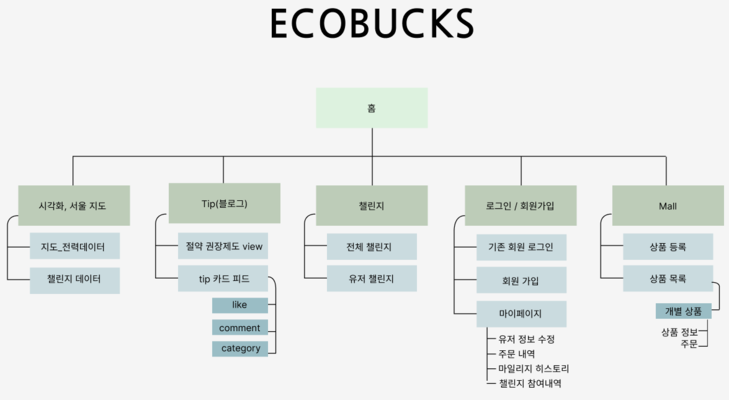 ECOBUCKS
홈
시각화, 서울 지도
지도_전력데이터
챌린지 데이터
Tip(블로그)
절약 권장제도 view
tip 카드 피드
like
comment
category
챌린지
전체 챌린지
유저 챌린지
로그인 / 회원가입
기존 회원 로그인
회원 가입
마이페이지
유저 정보 수정
주문 내역
마일리지 히스토리
챌린지 참여내역
Mall
상품 등록
상품 목록
개별 상품
상품 정보
주문